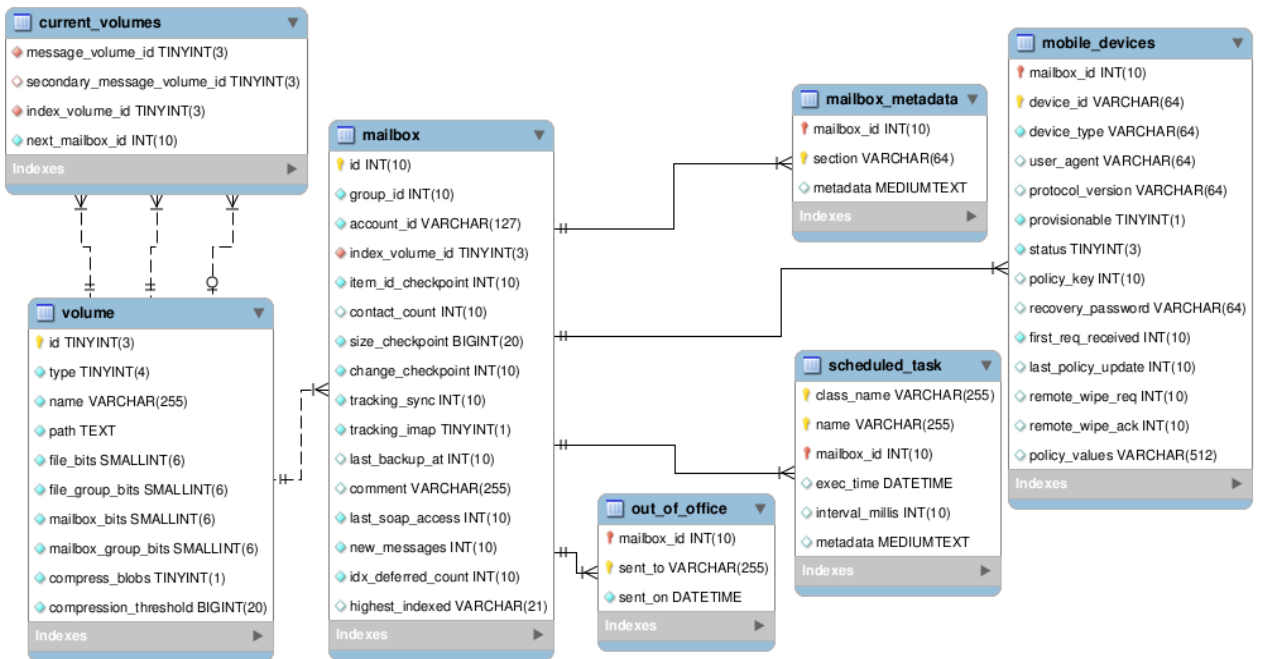 current_volumes
message_volume_id TINYINT(3)
secondary_message_volume_id TINYINT(3)
index_volume_id TINYINT(3)
next_mailbox_id INT(10)
Indexes
volume
id TINYINT(3)
type TINYINT(4)
name VARCHAR(255)
path TEXT
file_bits SMALLINT(6)
file_group_bits SMALLINT(6)
mailbox_bits SMALLINT(6)
mailbox_group_bits SMALLINT(6)
compress_blobs TINYINT(1)
compression_threshold BIGINT(20)
Indexes
mailbox
id INT(10)
group_id INT(10)
account_id VARCHAR(127)
index_volume_id TINYINT(3)
item_id_checkpoint INT(10)
contact_count INT(10)
size_checkpoint BIGINT(20)
change_checkpoint INT(10)
tracking_sync INT(10)
tracking_imap TINYINT(1)
last_backup_at INT(10)
comment VARCHAR(255)
last_soap_access INT(10)
new_messages INT(10)
idx_deferred_count INT(10)
highest_indexed VARCHAR(21)
Indexes
mailbox_metadata
mailbox_id INT(10)
section VARCHAR(64)
metadata MEDIUMTEXT
Indexes
scheduled_task
class_name VARCHAR(255)
name VARCHAR(255)
mailbox_id INT(10)
exec_time DATETIME
interval_millis INT(10)
metadata MEDIUMTEXT
Indexes
out_of_office
mailbox_id INT(10)
sent_to VARCHAR(255)
sent_on DATETIME
Indexes
mobile_devices
mailbox_id INT(10)
device_id VARCHAR(64)
device_type VARCHAR(64)
user_agent VARCHAR(64)
protocol_version VARCHAR(64)
provisionable TINYINT(1)
status TINYINT(3)
policy_key INT(10)
recovery_password VARCHAR(64)
first_req_received INT(10)
last_policy_update INT(10)
remote_wipe_req INT(10)
remote_wipe_ack INT(10)
policy_values VARCHAR(512)
Indexes